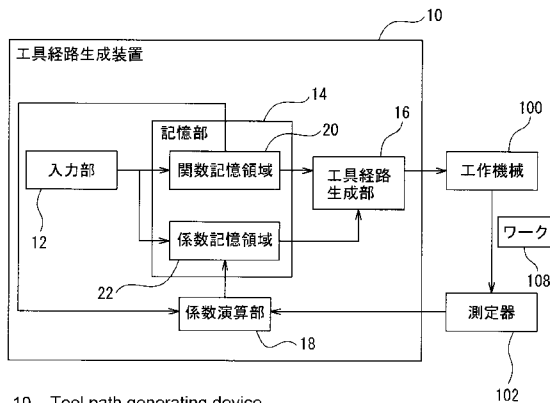 10
工具経路生成装置
14
記憶部
20
16
100
入力部
関数記憶領域
工具経路
生成部
工作機械
12
係数記憶領域
ワーク
108
22
係数演算部
測定器
18
102
10 Tool path generating device